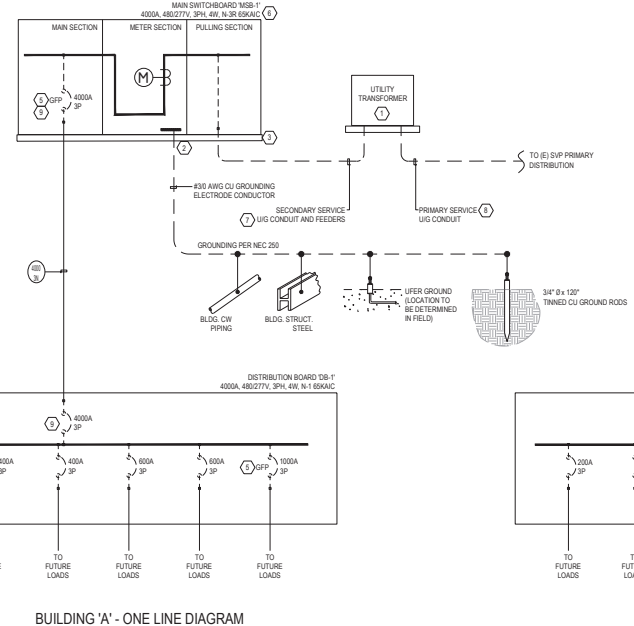 MAIN SWITCHBOARD 'MSB-1'
4000A, 480/277V, 3PH, 4W, N-3R 65KAIC 6
MAIN SECTION
METER SECTION
PULLING SECTION
M
5 GFP
9
4000A
3P
3
2
UTILITY
TRANSFORMER
1
TO (E) SVP PRIMARY
DISTRIBUTION
#3/0 AWG CU GROUNDING
ELECTRODE CONDUCTOR
SECONDARY SERVICE
7 U/G CONDUIT AND FEEDERS
PRIMARY SERVICE 8
U/G CONDUIT
GROUNDING PER NEC 250
4000
3N
BLDG. CW
PIPING
BLDG. STRUCT.
STEEL
UFER GROUND
(LOCATION TO
BE DETERMINED
IN FIELD)
3/4" Ø x 120"
TINNED CU GROUND RODS
DISTRIBUTION BOARD 'DB-1'
4000A, 480/277V, 3PH, 4W, N-1 65KAIC
9
4000A
3P
400A
3P
400A
3P
600A
3P
600A
3P
5 GFP
1000A
3P
200A
3P
TO
FUTURE
LOADS
TO
FUTURE
LOADS
TO
FUTURE
LOADS
TO
FUTURE
LOADS
TO
FUTURE
LOADS
BUILDING 'A' - ONE LINE DIAGRAM